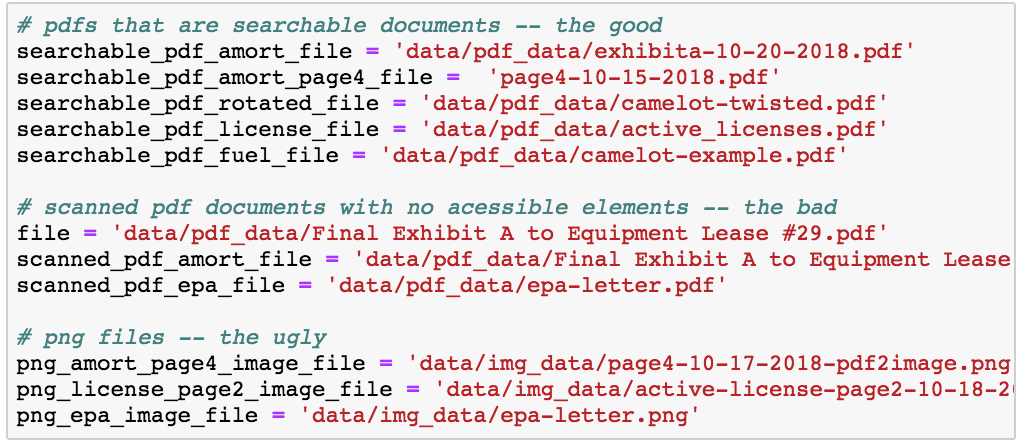 # pdfs that are searchable documents -- the good
searchable_pdf_amort_file = 'data/pdf_data/exhibita-10-20-2018.pdf'
searchable_pdf_amort_page4_file =  'page4-10-15-2018.pdf'
searchable_pdf_rotated_file = 'data/pdf_data/camelot-twisted.pdf'
searchable_pdf_license_file = 'data/pdf_data/active_licenses.pdf'
searchable_pdf_fuel_file = 'data/pdf_data/camelot-example.pdf'

# scanned pdf documents with no acessible elements -- the bad
file = 'data/pdf_data/Final Exhibit A to Equipment Lease #29.pdf'
scanned_pdf_amort_file = 'data/pdf_data/Final Exhibit A to Equipment Lease
scanned_pdf_epa_file = 'data/pdf_data/epa-letter.pdf'

# png files -- the ugly
png_amort_page4_image_file = 'data/img_data/page4-10-17-2018-pdf2image.png
png_license_page2_image_file = 'data/img_data/active-license-page2-10-18-20
png_epa_image_file = 'data/img_data/epa-letter.png'